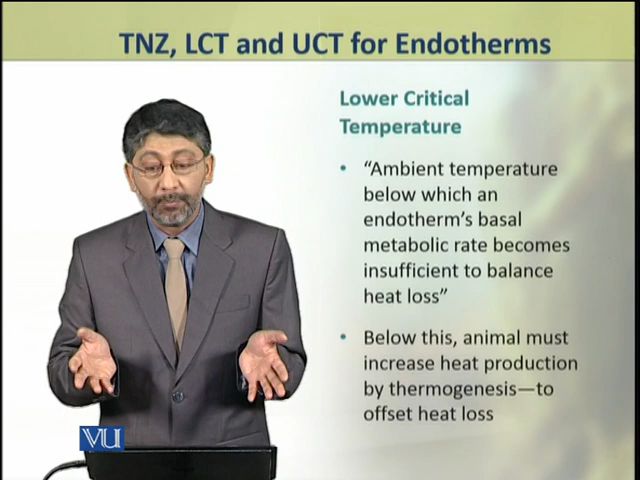 TNZ, LCT and UCT for Endotherms
Lower Critical
Temperature
• “Ambient temperature
below which an
endotherm’s basal
metabolic rate becomes
insufficient to balance
heat loss”
• Below this, animal must
increase heat production
by thermogenesis—to
offset heat loss
VU